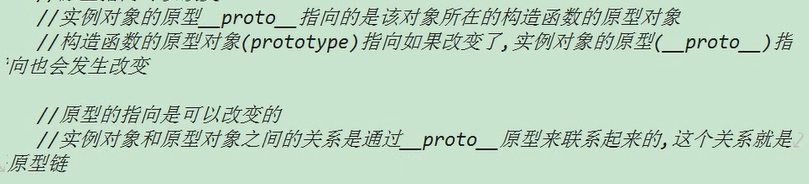 //实例对象的原型__proto__指向的是该对象所在的构造函数的原型对象
//构造函数的原型对象(prototype)指向如果改变了,实例对象的原型(__proto__)指
向也会发生改变
//原型的指向是可以改变的
//实例对象和原型对象之间的关系是通过__proto__原型来联系起来的,这个关系就是
原型链